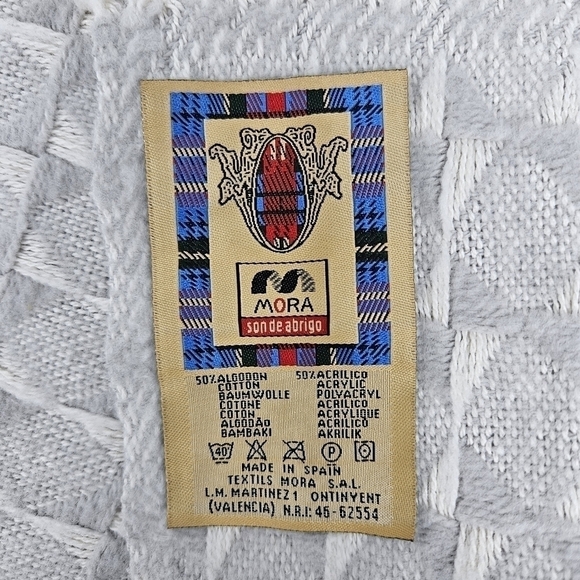 MORA
son de abrigo
50% ALGODON 50% ACRILICO
COTTON ACRYLIC
BAUMWOLLE POLYACRYL
COTONE ACRILICO
COTON ACRYLIQUE
ALGODÃO ACRILICO
BAMBAKI AKRILIK
40° P
MADE IN SPAIN
TEXTILS MORA S.A.L.
L.M. MARTINEZ 1 ONTINYENT
(VALENCIA) N.R.I: 46-62554